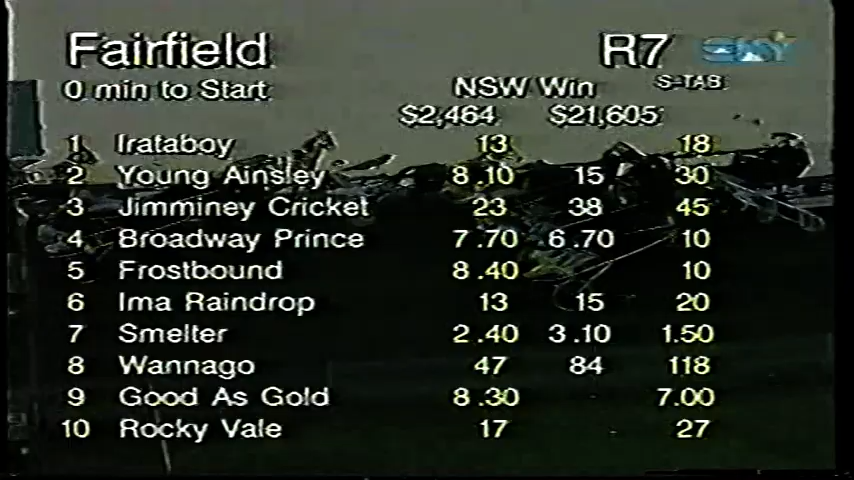 Fairfield R7 SKY
0 min to Start NSW Win S-TAB
$2,464 $21,605
1 Irataboy 13 18
2 Young Ainsley 8.10 15 30
3 Jimminey Cricket 23 38 45
4 Broadway Prince 7.70 6.70 10
5 Frostbound 8.40 10
6 Ima Raindrop 13 15 20
7 Smelter 2.40 3.10 1.50
8 Wannago 47 84 118
9 Good As Gold 8.30 7.00
10 Rocky Vale 17 27